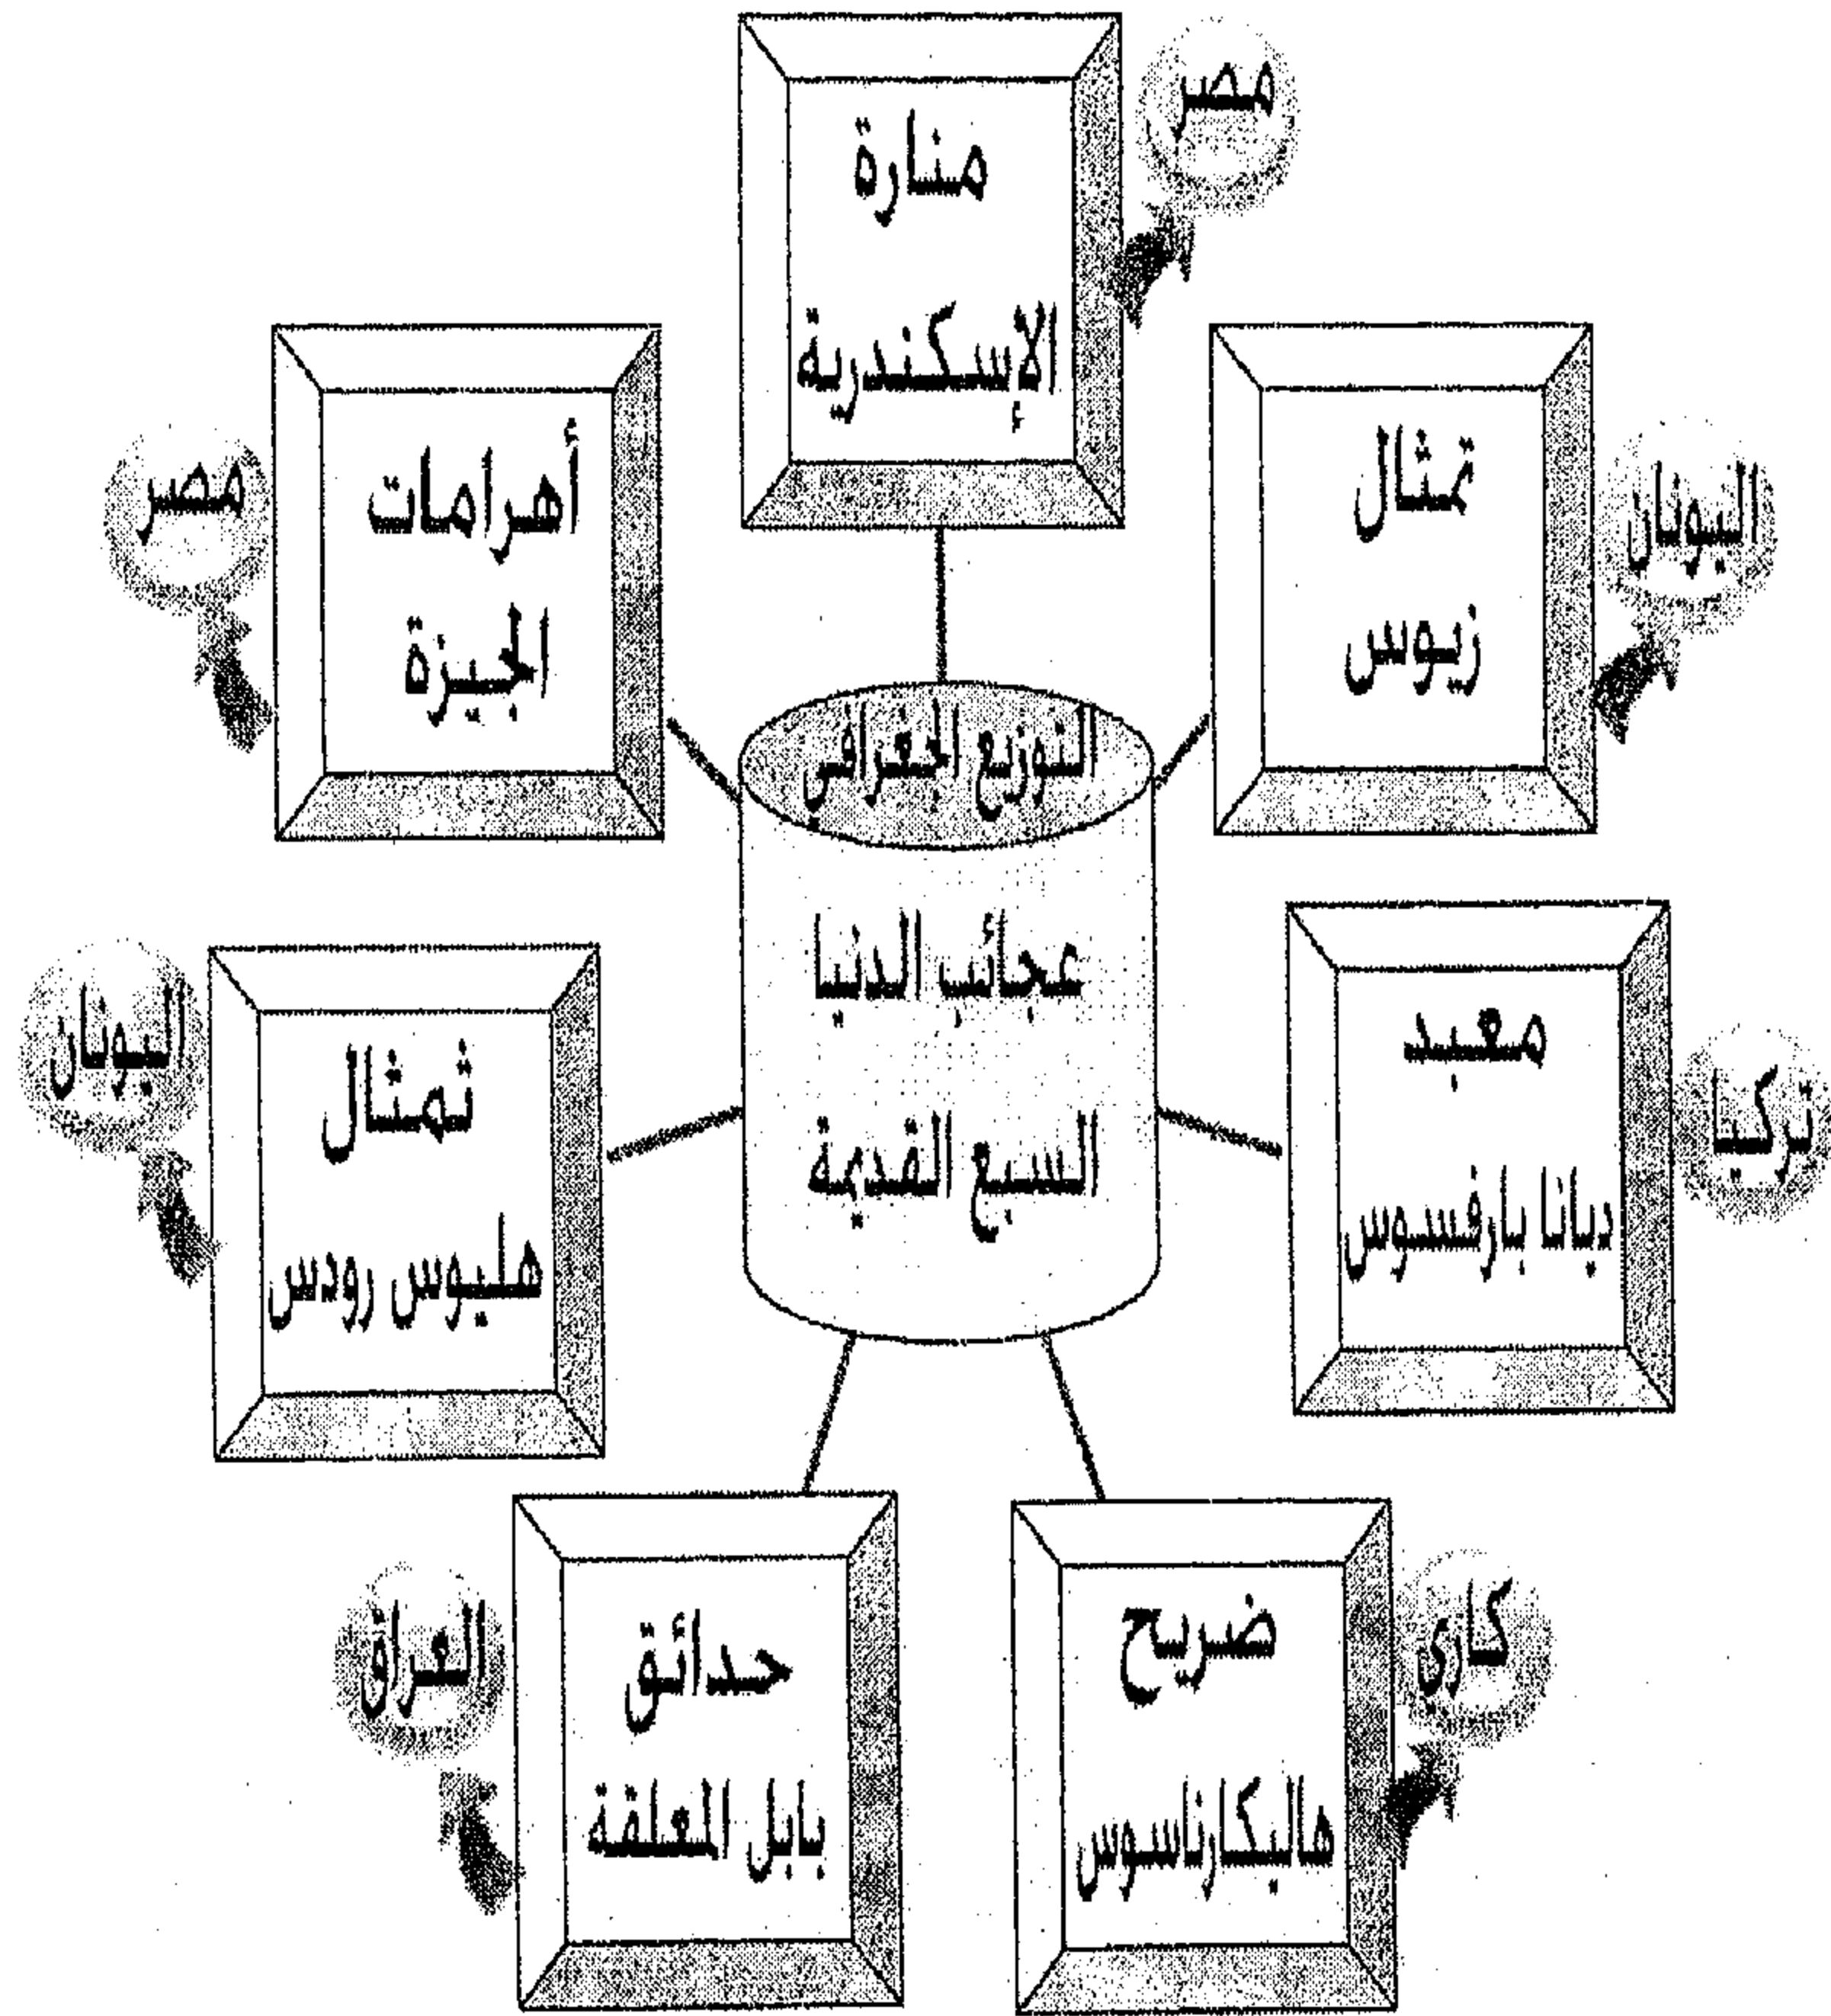 مصر
منارة
الإسكندرية
اليونان
تمثال
زيوس
مصر
أهرامات
الجيزة
التوزيع الجغرافي
عجائب الدنيا
السبع القديمة
تركيا
معبد
ديانا بارفسوس
اليونان
تمثال
هليوس رودس
كاري
ضريح
هاليكارناسوس
العراق
حدائق
بابل المعلقة